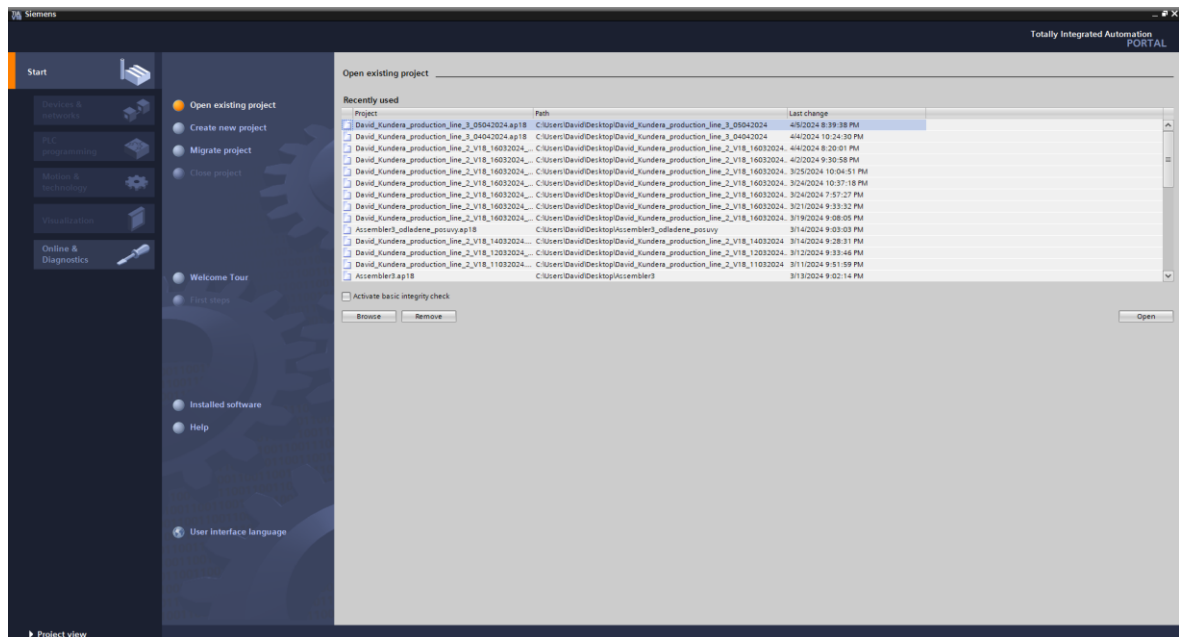 Siemens
Totally Integrated Automation
PORTAL
Start
Devices &
networks
PLC
programming
Motion &
technology
Visualization
Online &
Diagnostics
Open existing project
Create new project
Migrate project
Close project
Welcome Tour
First steps
Installed software
Help
User interface language
Open existing project
Recently used
Project Path Last change
David_Kundera_production_line_3_05042024.ap18 C:\Users\David\Desktop\David_Kundera_production_line_3_05042024 4/5/2024 8:39:38 PM
David_Kundera_production_line_3_04042024.ap18 C:\Users\David\Desktop\David_Kundera_production_line_3_04042024 4/4/2024 10:24:30 PM
David_Kundera_production_line_2_V18_16032024_... C:\Users\David\Desktop\David_Kundera_production_line_2_V18_16032024.. 4/4/2024 8:20:01 PM
David_Kundera_production_line_2_V18_16032024_... C:\Users\David\Desktop\David_Kundera_production_line_2_V18_16032024.. 4/2/2024 9:30:58 PM
David_Kundera_production_line_2_V18_16032024_... C:\Users\David\Desktop\David_Kundera_production_line_2_V18_16032024.. 3/25/2024 10:04:51 PM
David_Kundera_production_line_2_V18_16032024_... C:\Users\David\Desktop\David_Kundera_production_line_2_V18_16032024.. 3/24/2024 10:37:18 PM
David_Kundera_production_line_2_V18_16032024_... C:\Users\David\Desktop\David_Kundera_production_line_2_V18_16032024.. 3/24/2024 7:57:27 PM
David_Kundera_production_line_2_V18_16032024_... C:\Users\David\Desktop\David_Kundera_production_line_2_V18_16032024.. 3/21/2024 9:33:32 PM
David_Kundera_production_line_2_V18_16032024_... C:\Users\David\Desktop\David_Kundera_production_line_2_V18_16032024.. 3/19/2024 9:08:05 PM
Assembler3_odladene_posuvy.ap18 C:\Users\David\Desktop\Assembler3_odladene_posuvy 3/14/2024 9:03:03 PM
David_Kundera_production_line_2_V18_14032024.... C:\Users\David\Desktop\David_Kundera_production_line_2_V18_14032024 3/14/2024 9:28:31 PM
David_Kundera_production_line_2_V18_12032024.... C:\Users\David\Desktop\David_Kundera_production_line_2_V18_12032024.. 3/12/2024 9:33:46 PM
David_Kundera_production_line_2_V18_11032024.... C:\Users\David\Desktop\David_Kundera_production_line_2_V18_11032024 3/11/2024 9:51:59 PM
Assembler3.ap18 C:\Users\David\Desktop\Assembler3 3/13/2024 9:02:14 PM
Activate basic integrity check
Browse Remove Open
Project view